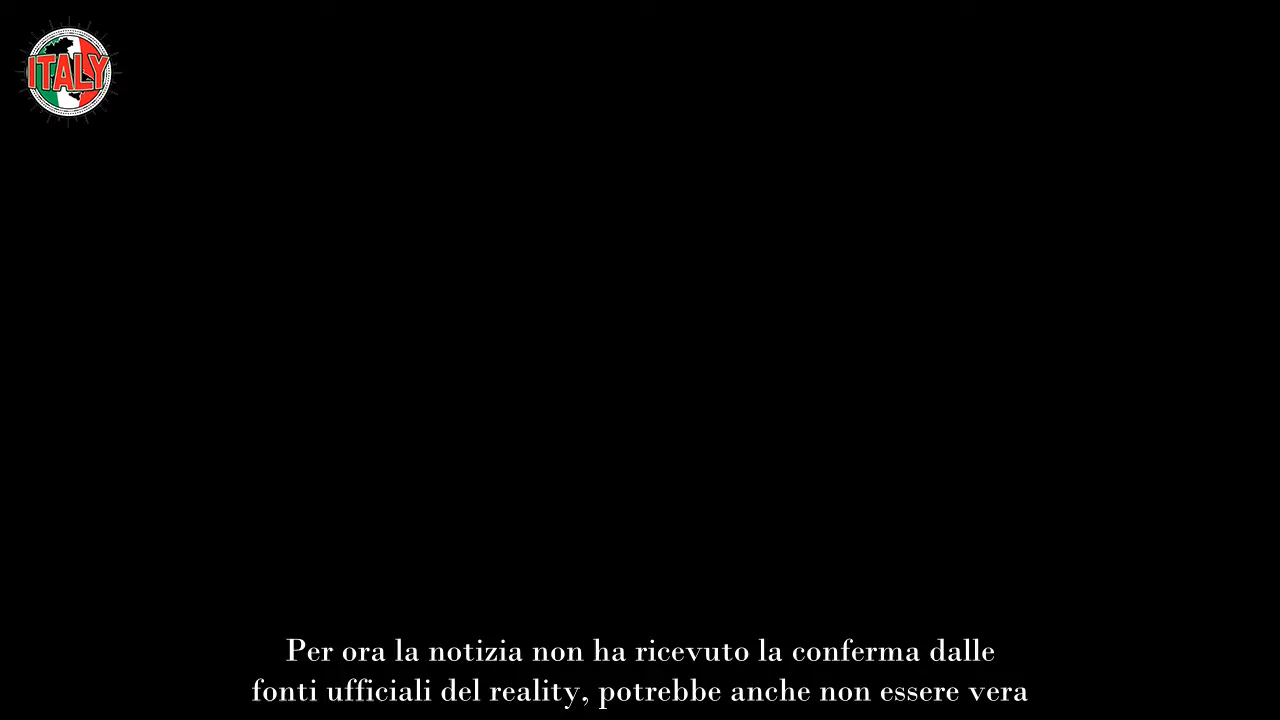 ITALY
Per ora la notizia non ha ricevuto la conferma dalle
fonti ufficiali del reality, potrebbe anche non essere vera